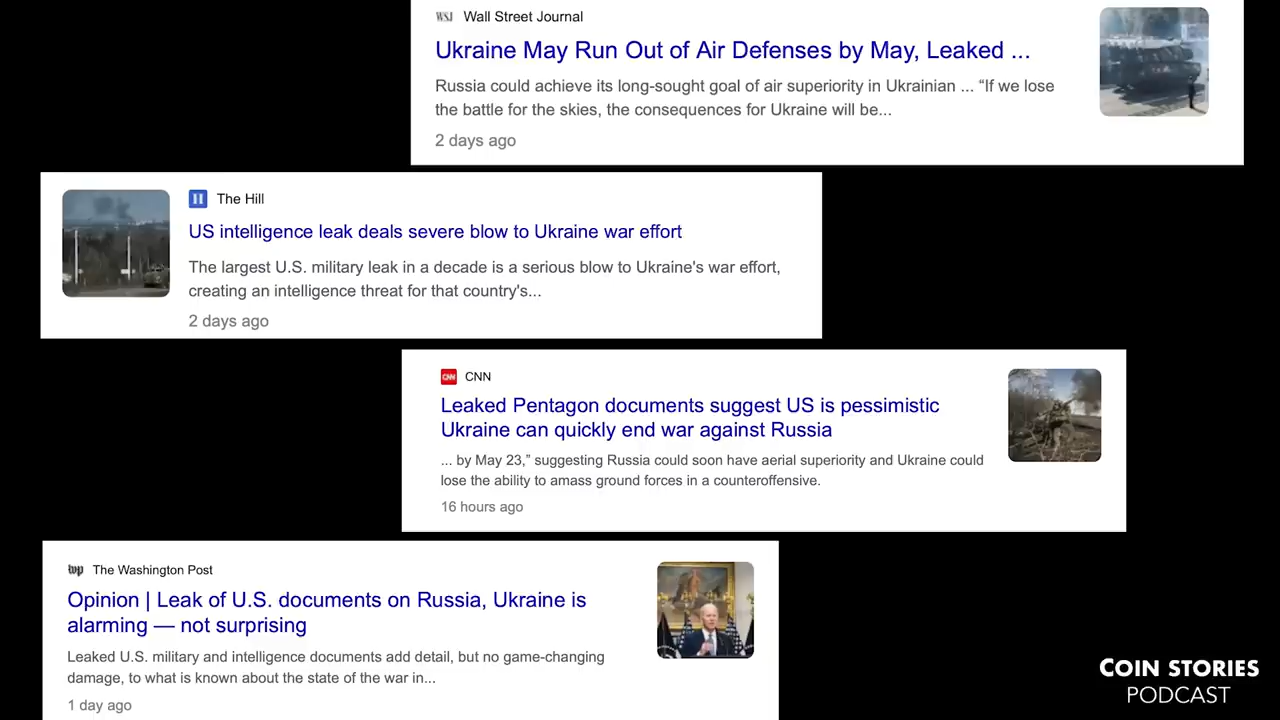 Wall Street Journal
Ukraine May Run Out of Air Defenses by May, Leaked ...
Russia could achieve its long-sought goal of air superiority in Ukrainian ... “If we lose
the battle for the skies, the consequences for Ukraine will be...
2 days ago
The Hill
US intelligence leak deals severe blow to Ukraine war effort
The largest U.S. military leak in a decade is a serious blow to Ukraine's war effort,
creating an intelligence threat for that country's...
2 days ago
CNN
Leaked Pentagon documents suggest US is pessimistic
Ukraine can quickly end war against Russia
... by May 23,” suggesting Russia could soon have aerial superiority and Ukraine could
lose the ability to amass ground forces in a counteroffensive.
16 hours ago
wp The Washington Post
Opinion | Leak of U.S. documents on Russia, Ukraine is
alarming — not surprising
Leaked U.S. military and intelligence documents add detail, but no game-changing
damage, to what is known about the state of the war in...
1 day ago
COIN STORIES
PODCAST